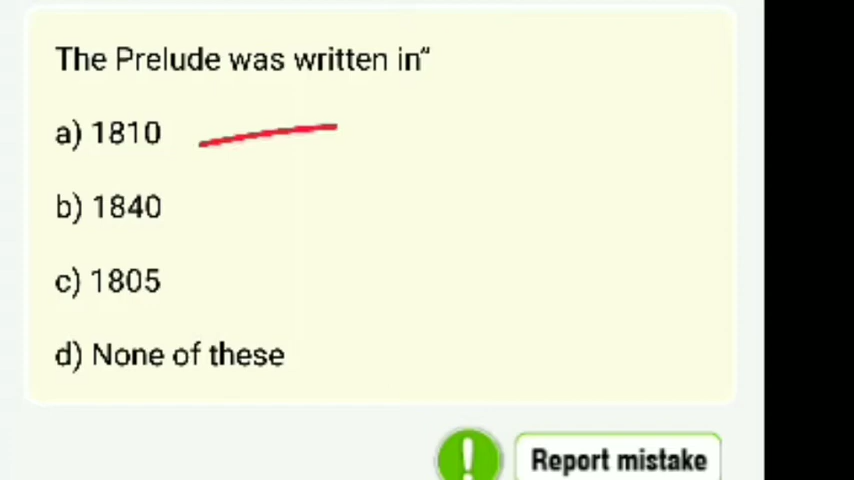 The Prelude was written in“
a) 1810
b) 1840
c) 1805
d) None of these
!
Report mistake